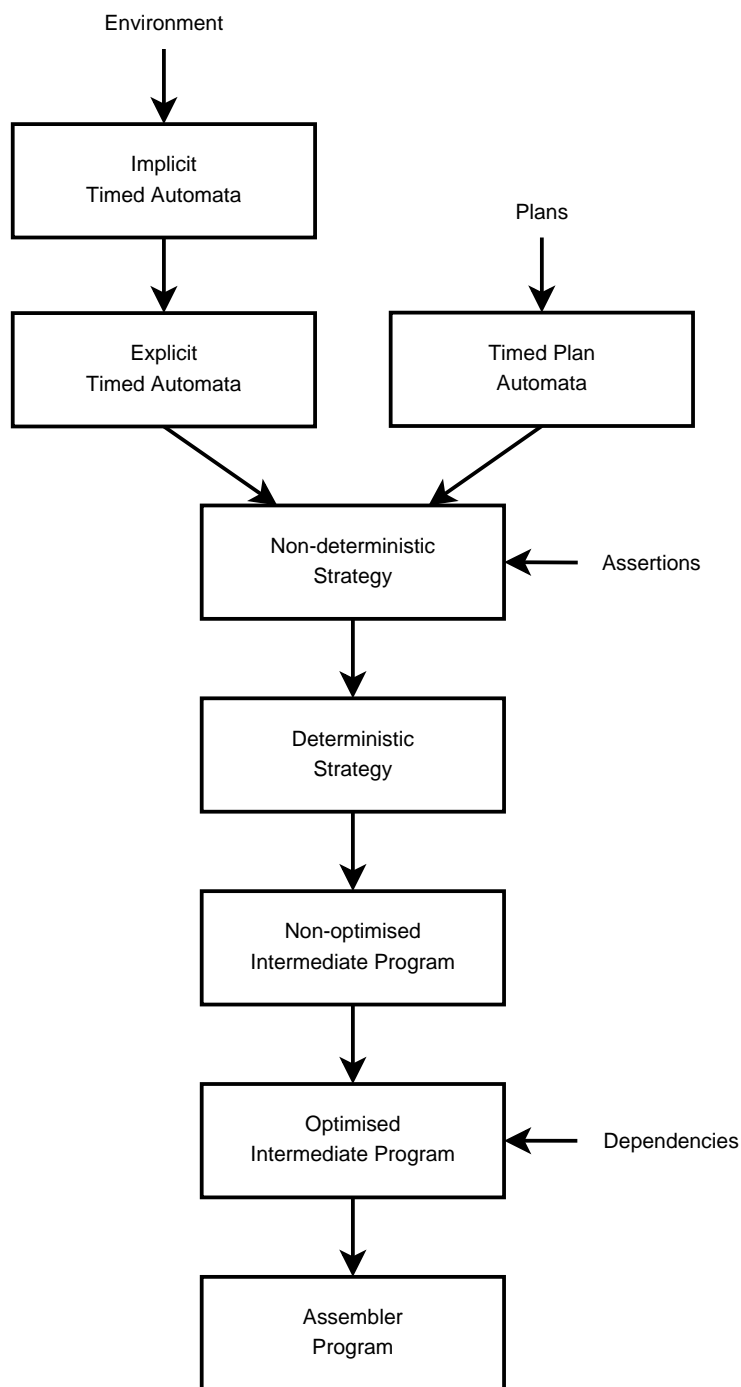 Environment
Implicit
Timed Automata
Plans
Explicit
Timed Automata
Timed Plan
Automata
Non-deterministic
Strategy
Assertions
Deterministic
Strategy
Non-optimised
Intermediate Program
Optimised
Intermediate Program
Dependencies
Assembler
Program